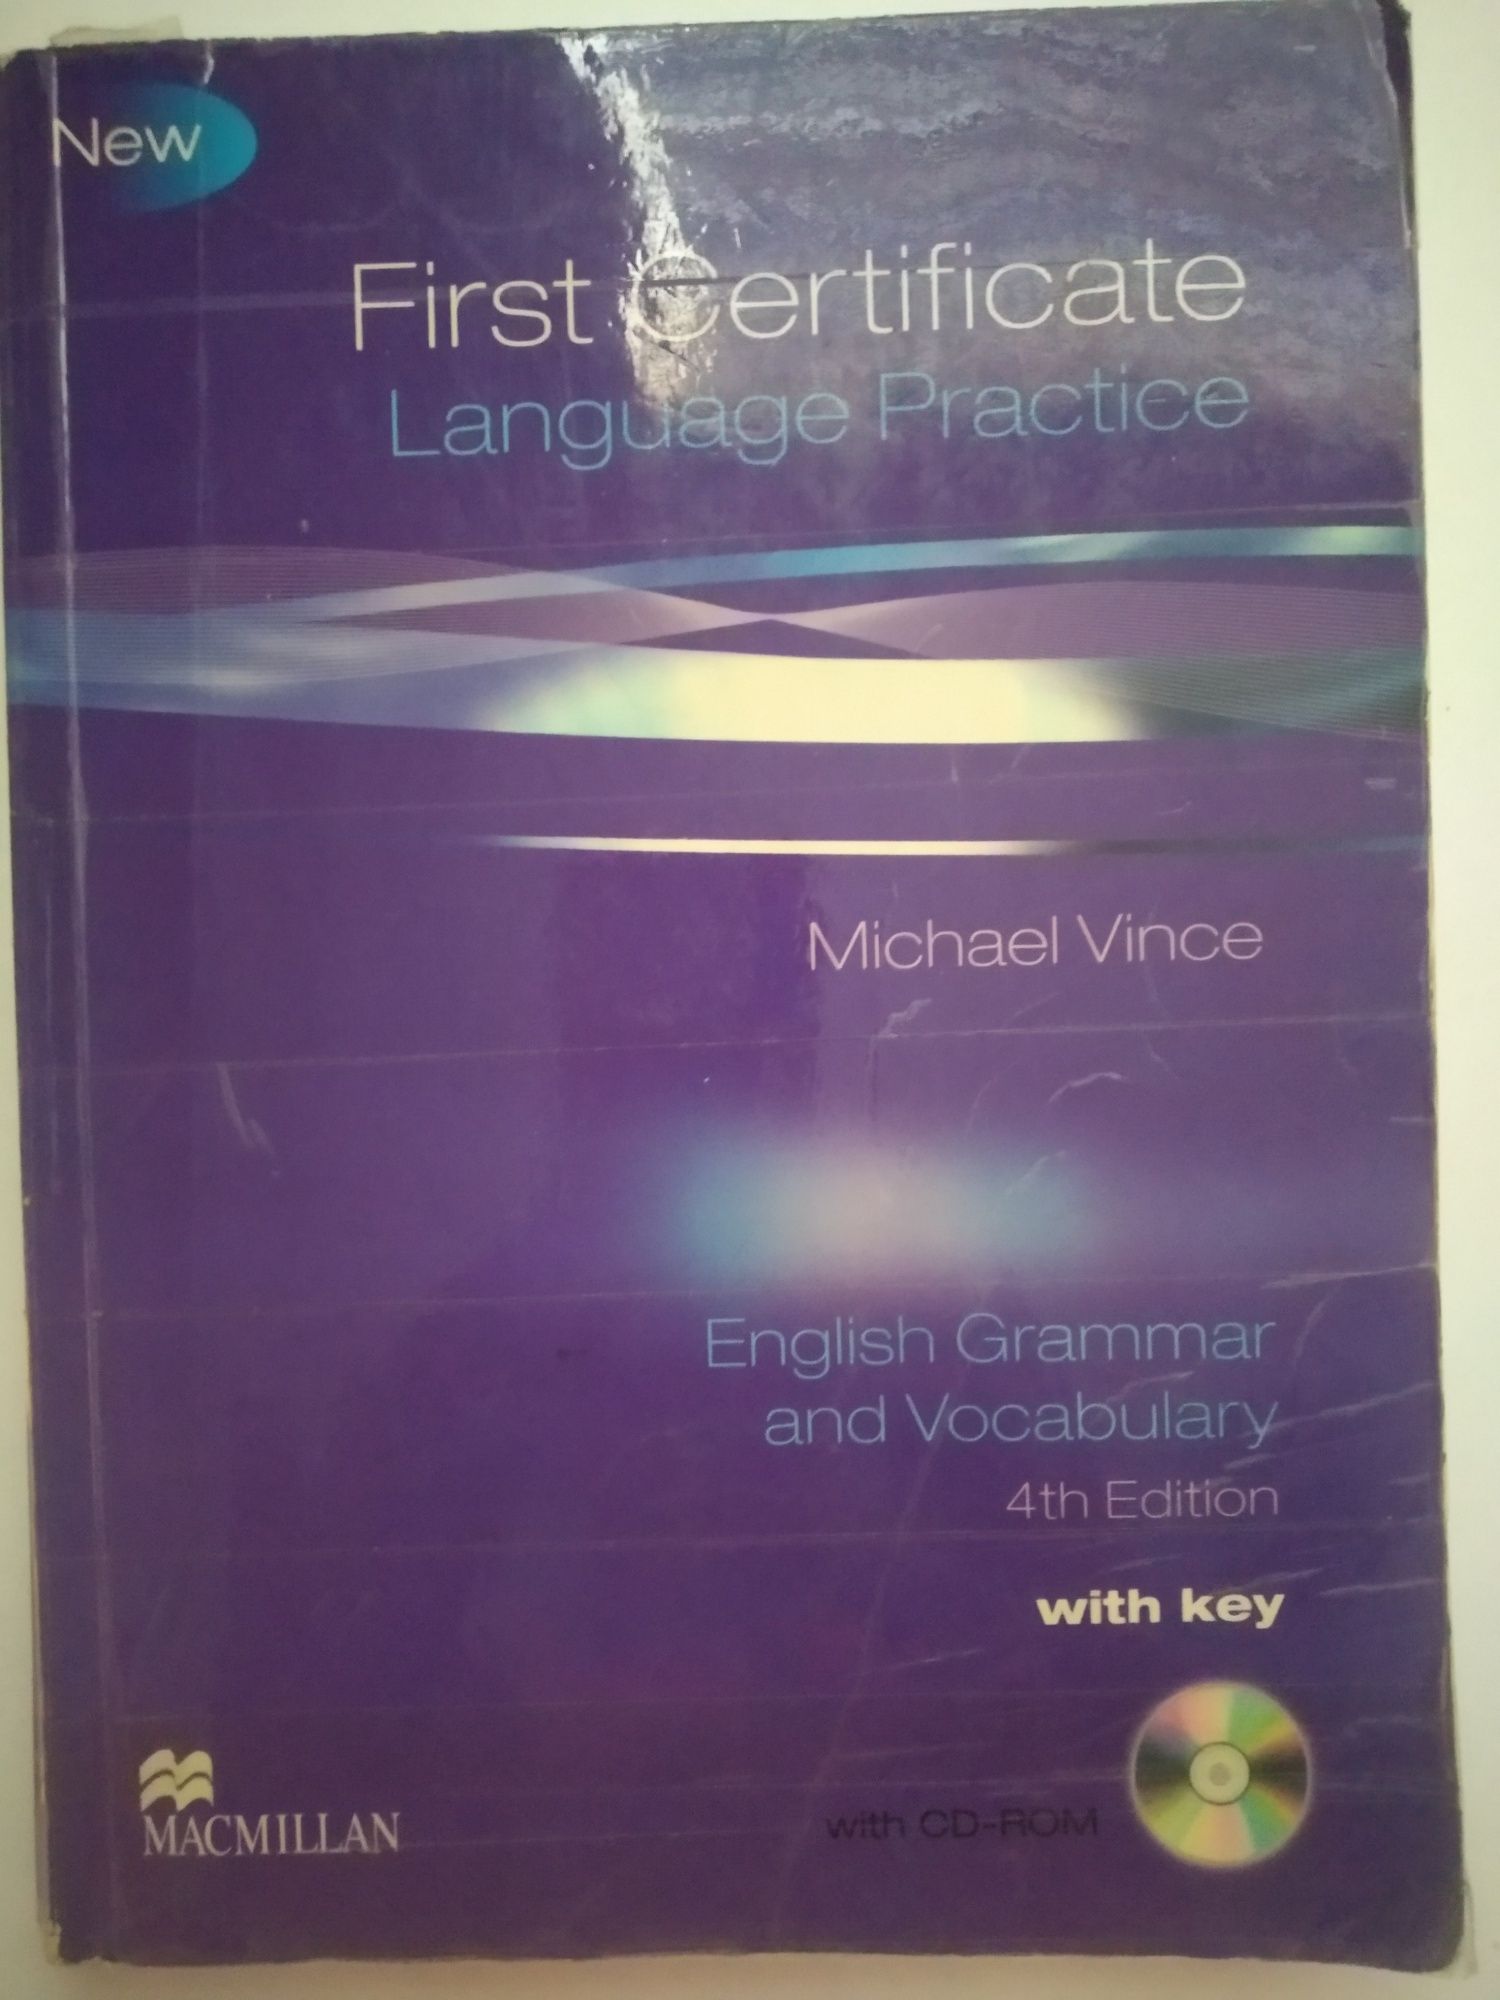 New
First Certificate
Language Practice
Michael Vince
English Grammar
and Vocabulary
4th Edition
with key
with CD-ROM
MACMILLAN